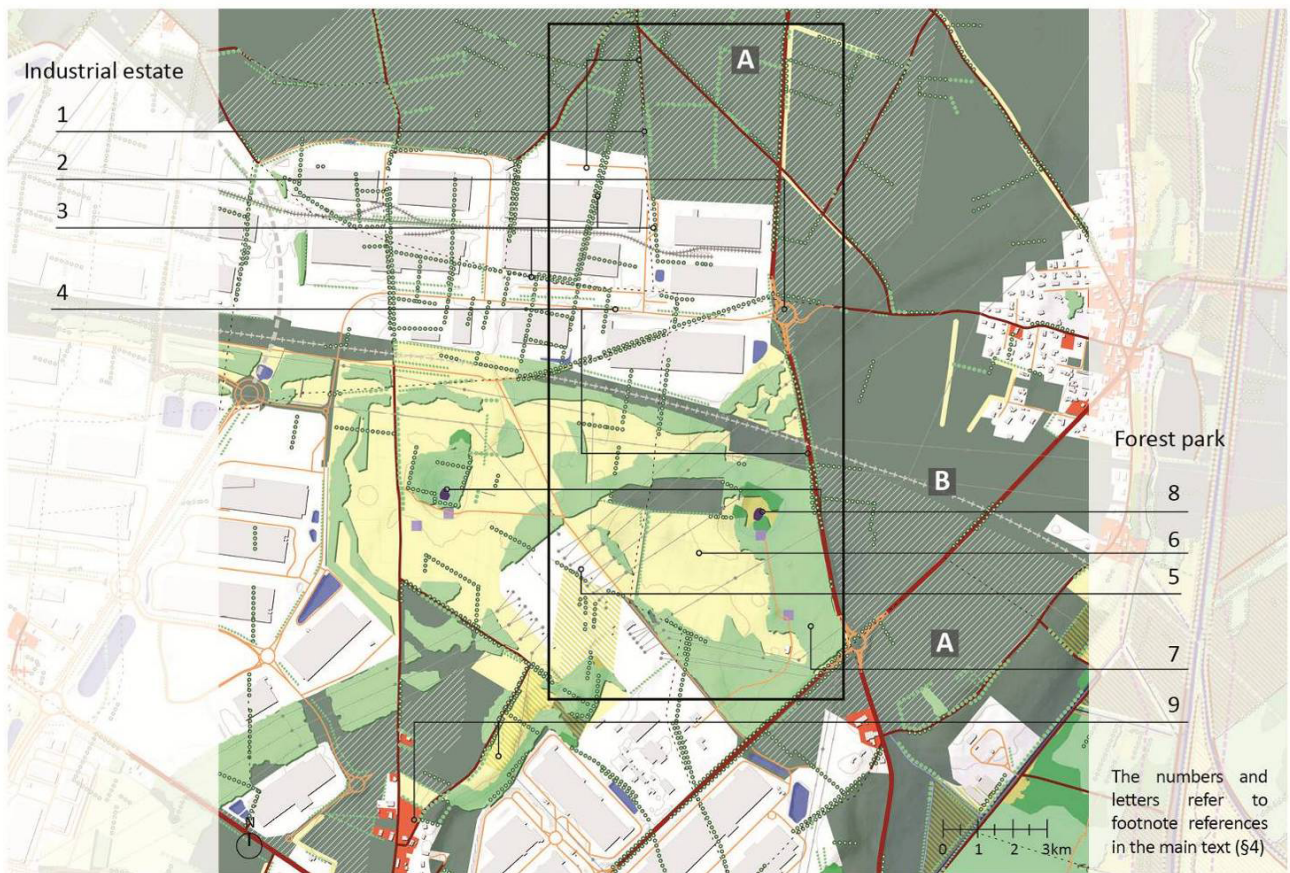 A
Industrial estate
1
2
3
4
Forest park
B
8
6
5
A
7
9
The numbers and
letters refer to
footnote references
in the main text (§4)
N
0 1 2 3km